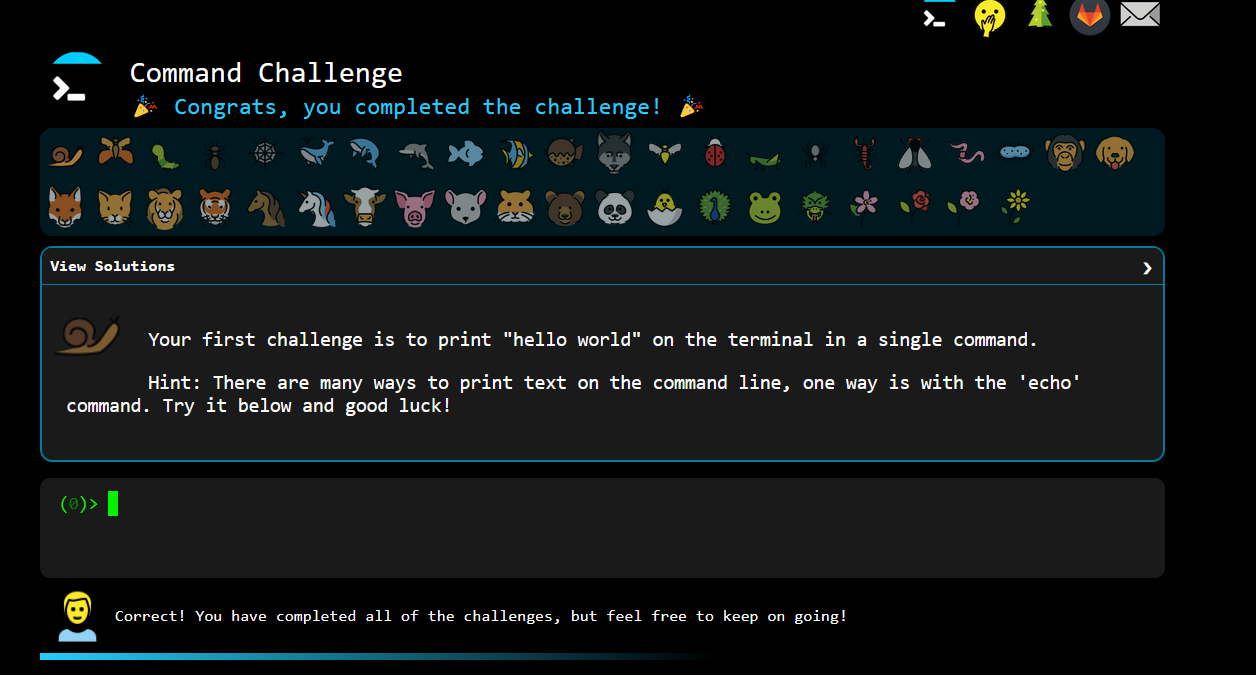 Command Challenge
🎉 Congrats, you completed the challenge! 🎉
View Solutions ❯
Your first challenge is to print "hello world" on the terminal in a single command.
Hint: There are many ways to print text on the command line, one way is with the 'echo'
command. Try it below and good luck!
(0)>
Correct! You have completed all of the challenges, but feel free to keep on going!